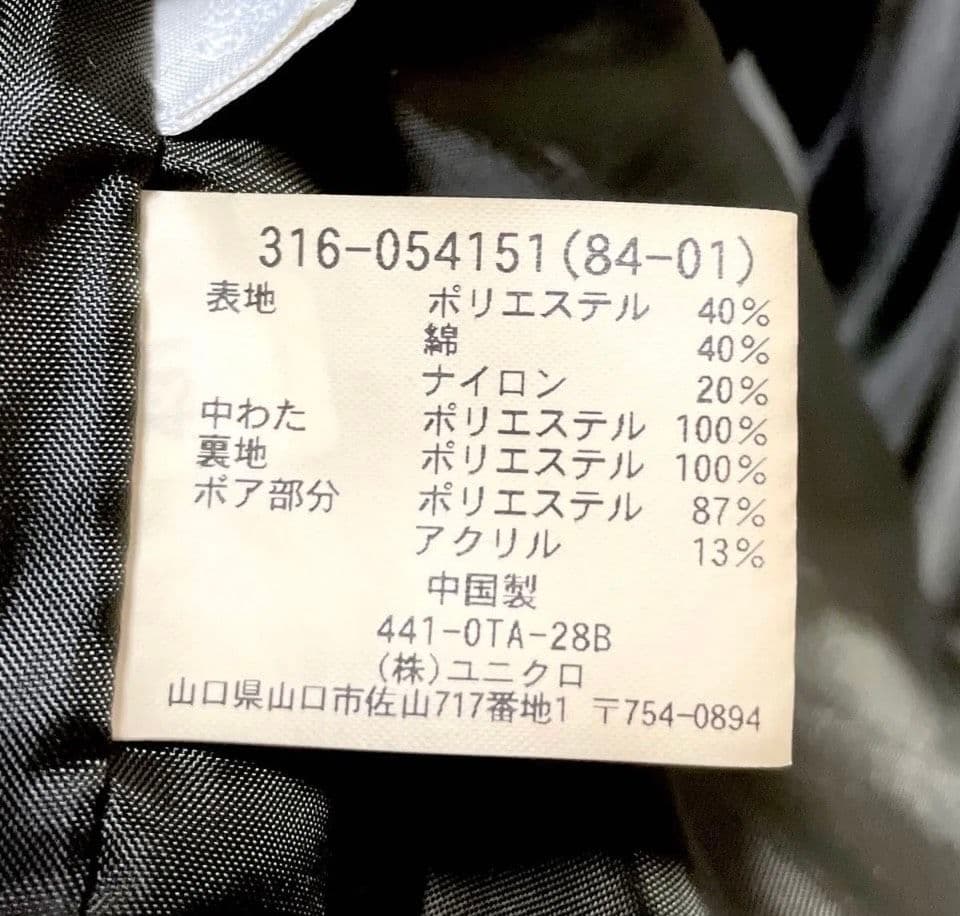 316-054151(84-01)
表地 ポリエステル 40%
綿 40%
ナイロン 20%
中わた ポリエステル 100%
裏地 ポリエステル 100%
ボア部分 ポリエステル 87%
アクリル 13%
中国製
441-0TA-28B
(株)ユニクロ
山口県山口市佐山717番地1 〒754-0894